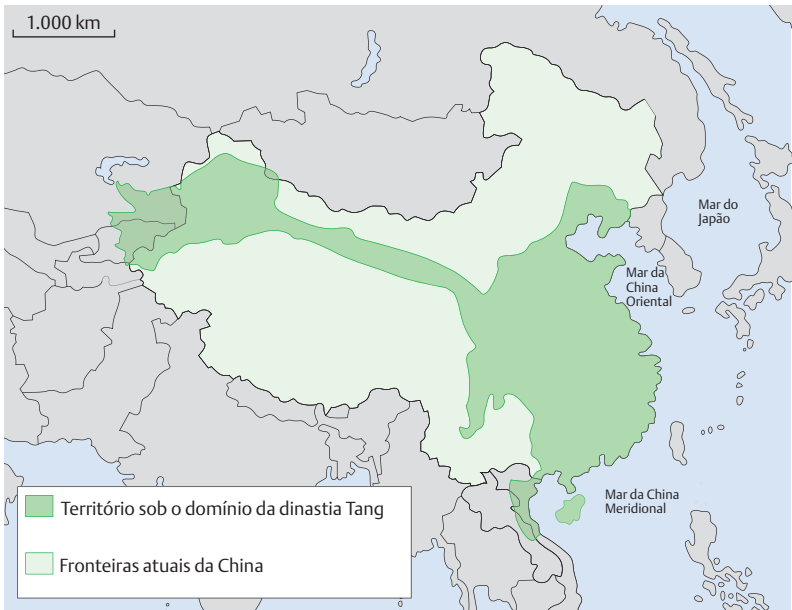 1.000 km
Mar do
Japão
Mar da
China
Oriental
Mar da China
Meridional
Território sob o domínio da dinastia Tang
Fronteiras atuais da China